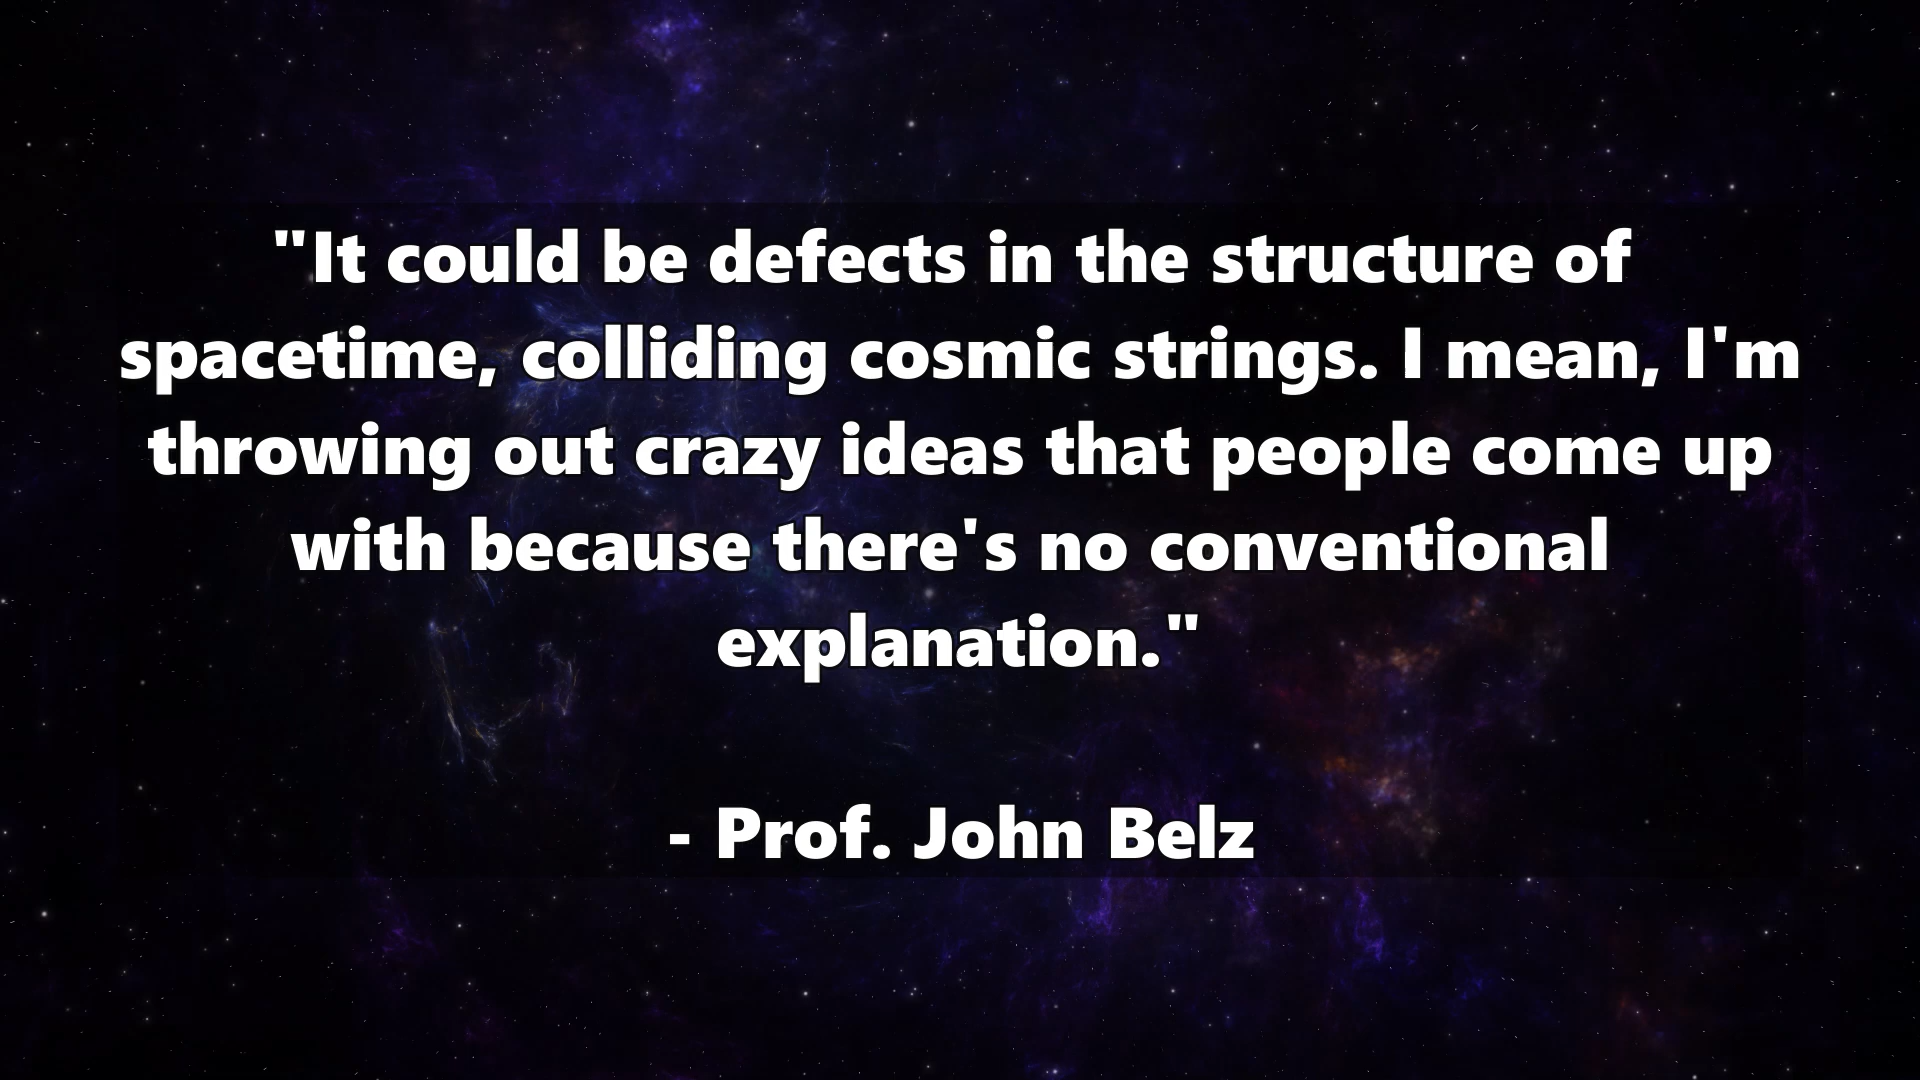 "It could be defects in the structure of
spacetime, colliding cosmic strings. I mean, I'm
throwing out crazy ideas that people come up
with because there's no conventional
explanation."
- Prof. John Belz